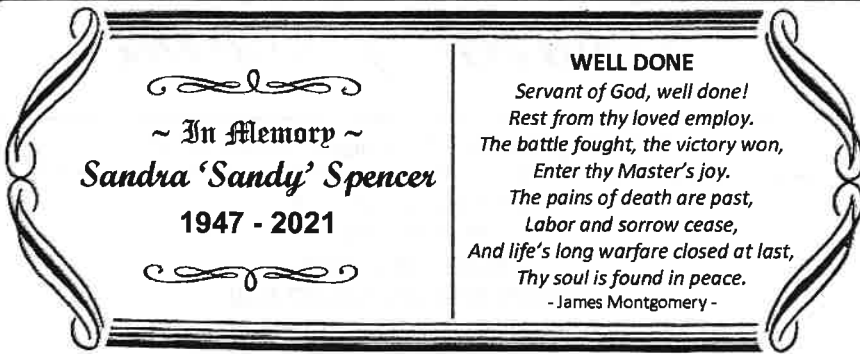 ~ In Memory ~
Sandra ‘Sandy’ Spencer
1947 - 2021
WELL DONE
Servant of God, well done!
Rest from thy loved employ.
The battle fought, the victory won,
Enter thy Master’s joy.
The pains of death are past,
Labor and sorrow cease,
And life’s long warfare closed at last,
Thy soul is found in peace.
- James Montgomery -